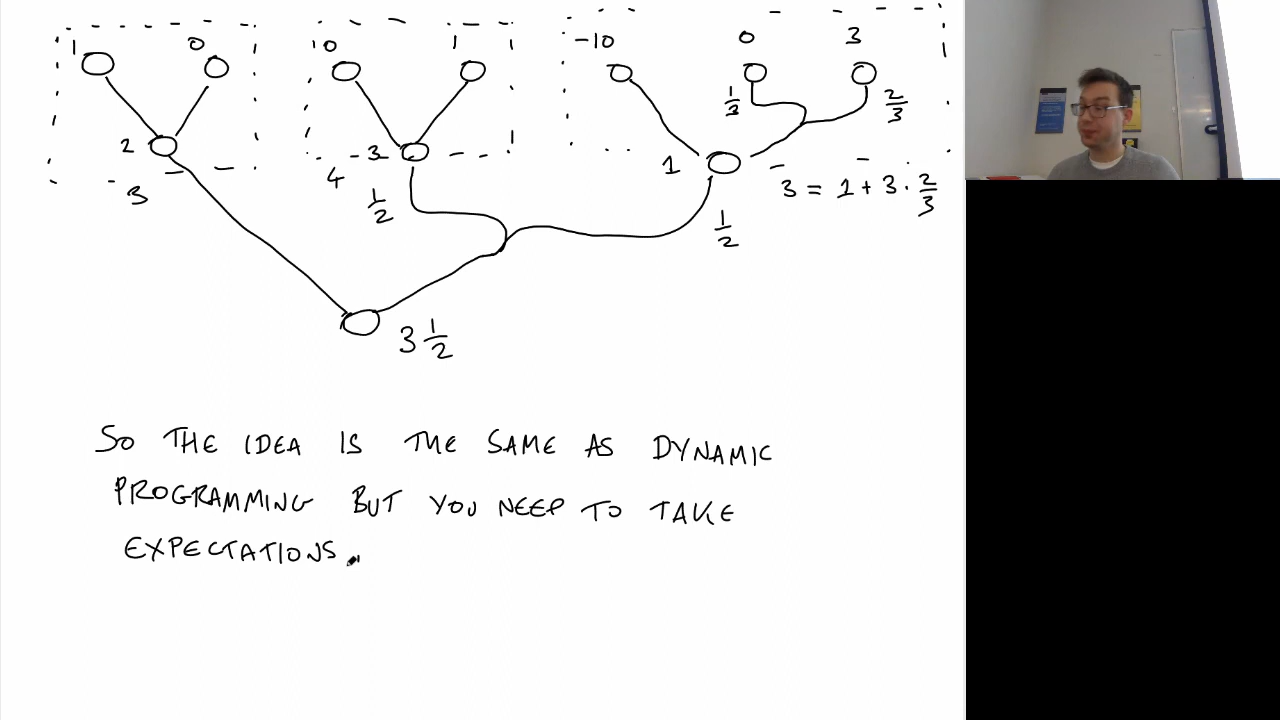 1 0 0 1 -10 0 3
1/3 2/3
2 3 1
3 4 3 = 1 + 3 · 2/3
1/2 1/2
3 1/2
SO THE IDEA IS THE SAME AS DYNAMIC
PROGRAMMING BUT YOU NEED TO TAKE
EXPECTATIONS.